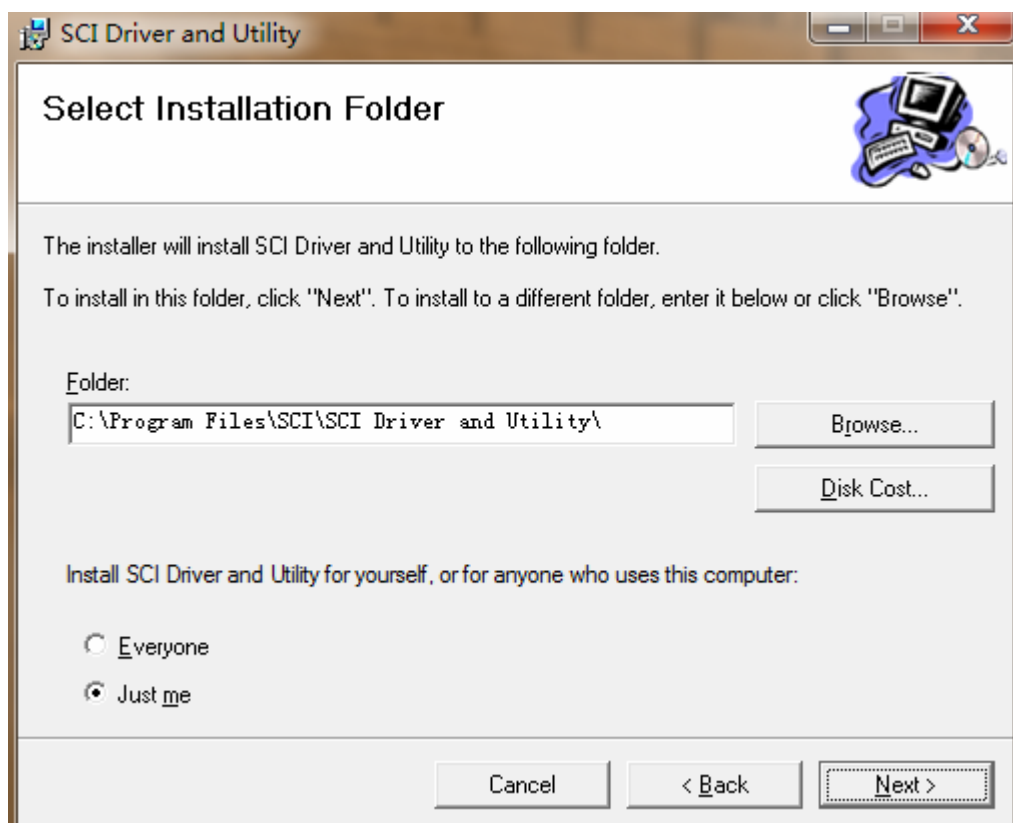 SCI Driver and Utility
Select Installation Folder
The installer will install SCI Driver and Utility to the following folder.
To install in this folder, click "Next". To install to a different folder, enter it below or click "Browse".
Folder:
C:\Program Files\SCI\SCI Driver and Utility\
Browse...
Disk Cost...
Install SCI Driver and Utility for yourself, or for anyone who uses this computer:
Everyone
Just me
Cancel
< Back
Next >